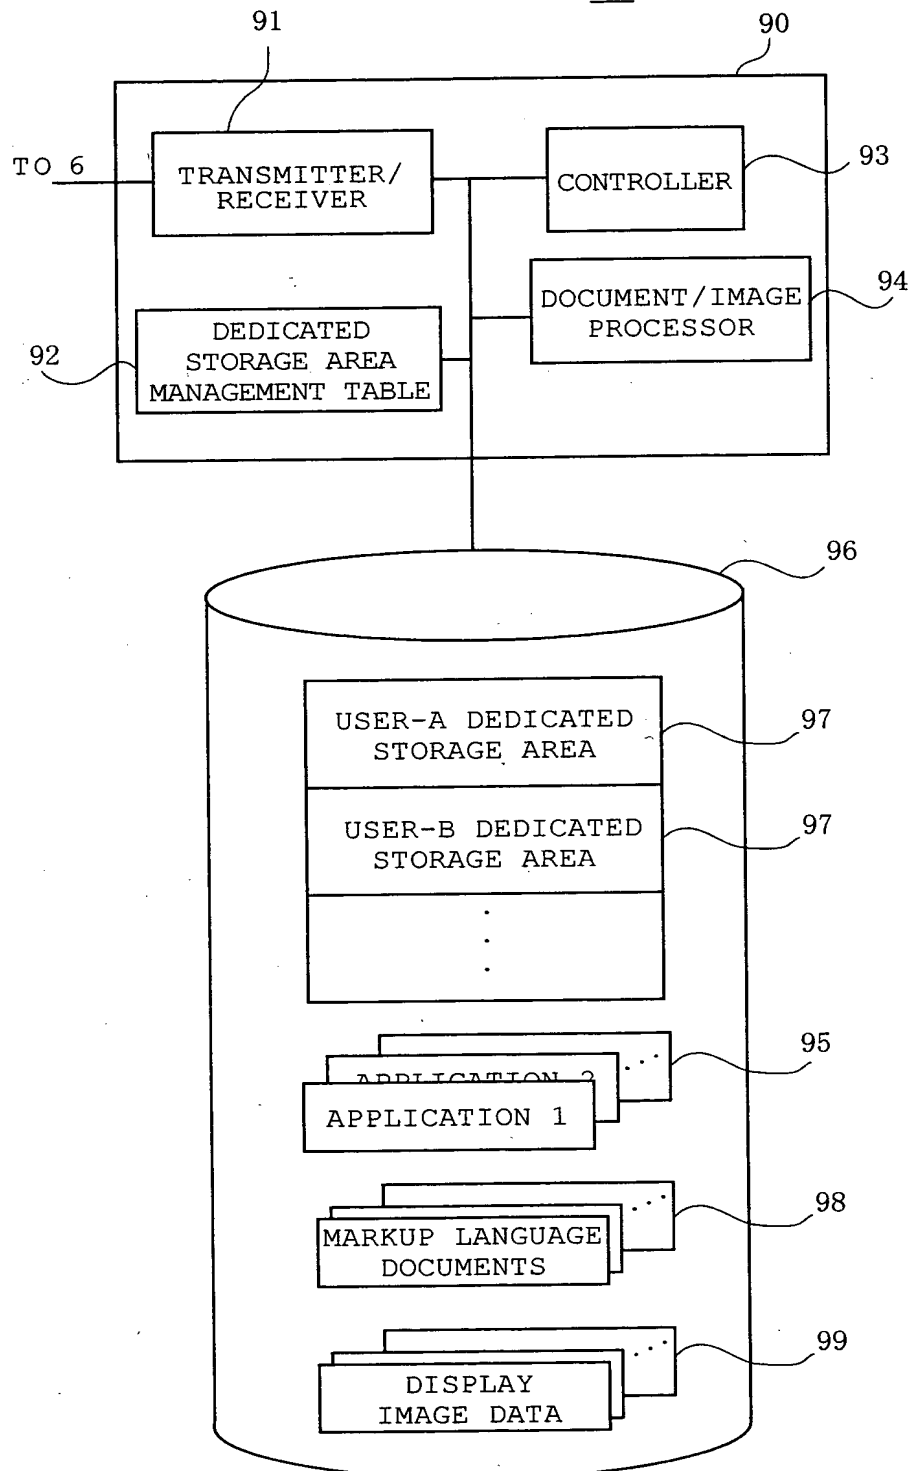 91
90
TO 6
TRANSMITTER/
RECEIVER
CONTROLLER
93
DOCUMENT/IMAGE
PROCESSOR
94
92
DEDICATED
STORAGE AREA
MANAGEMENT TABLE
96
USER-A DEDICATED
STORAGE AREA
97
USER-B DEDICATED
STORAGE AREA
97
95
APPLICATION 2
APPLICATION 1
98
MARKUP LANGUAGE
DOCUMENTS
99
DISPLAY
IMAGE DATA